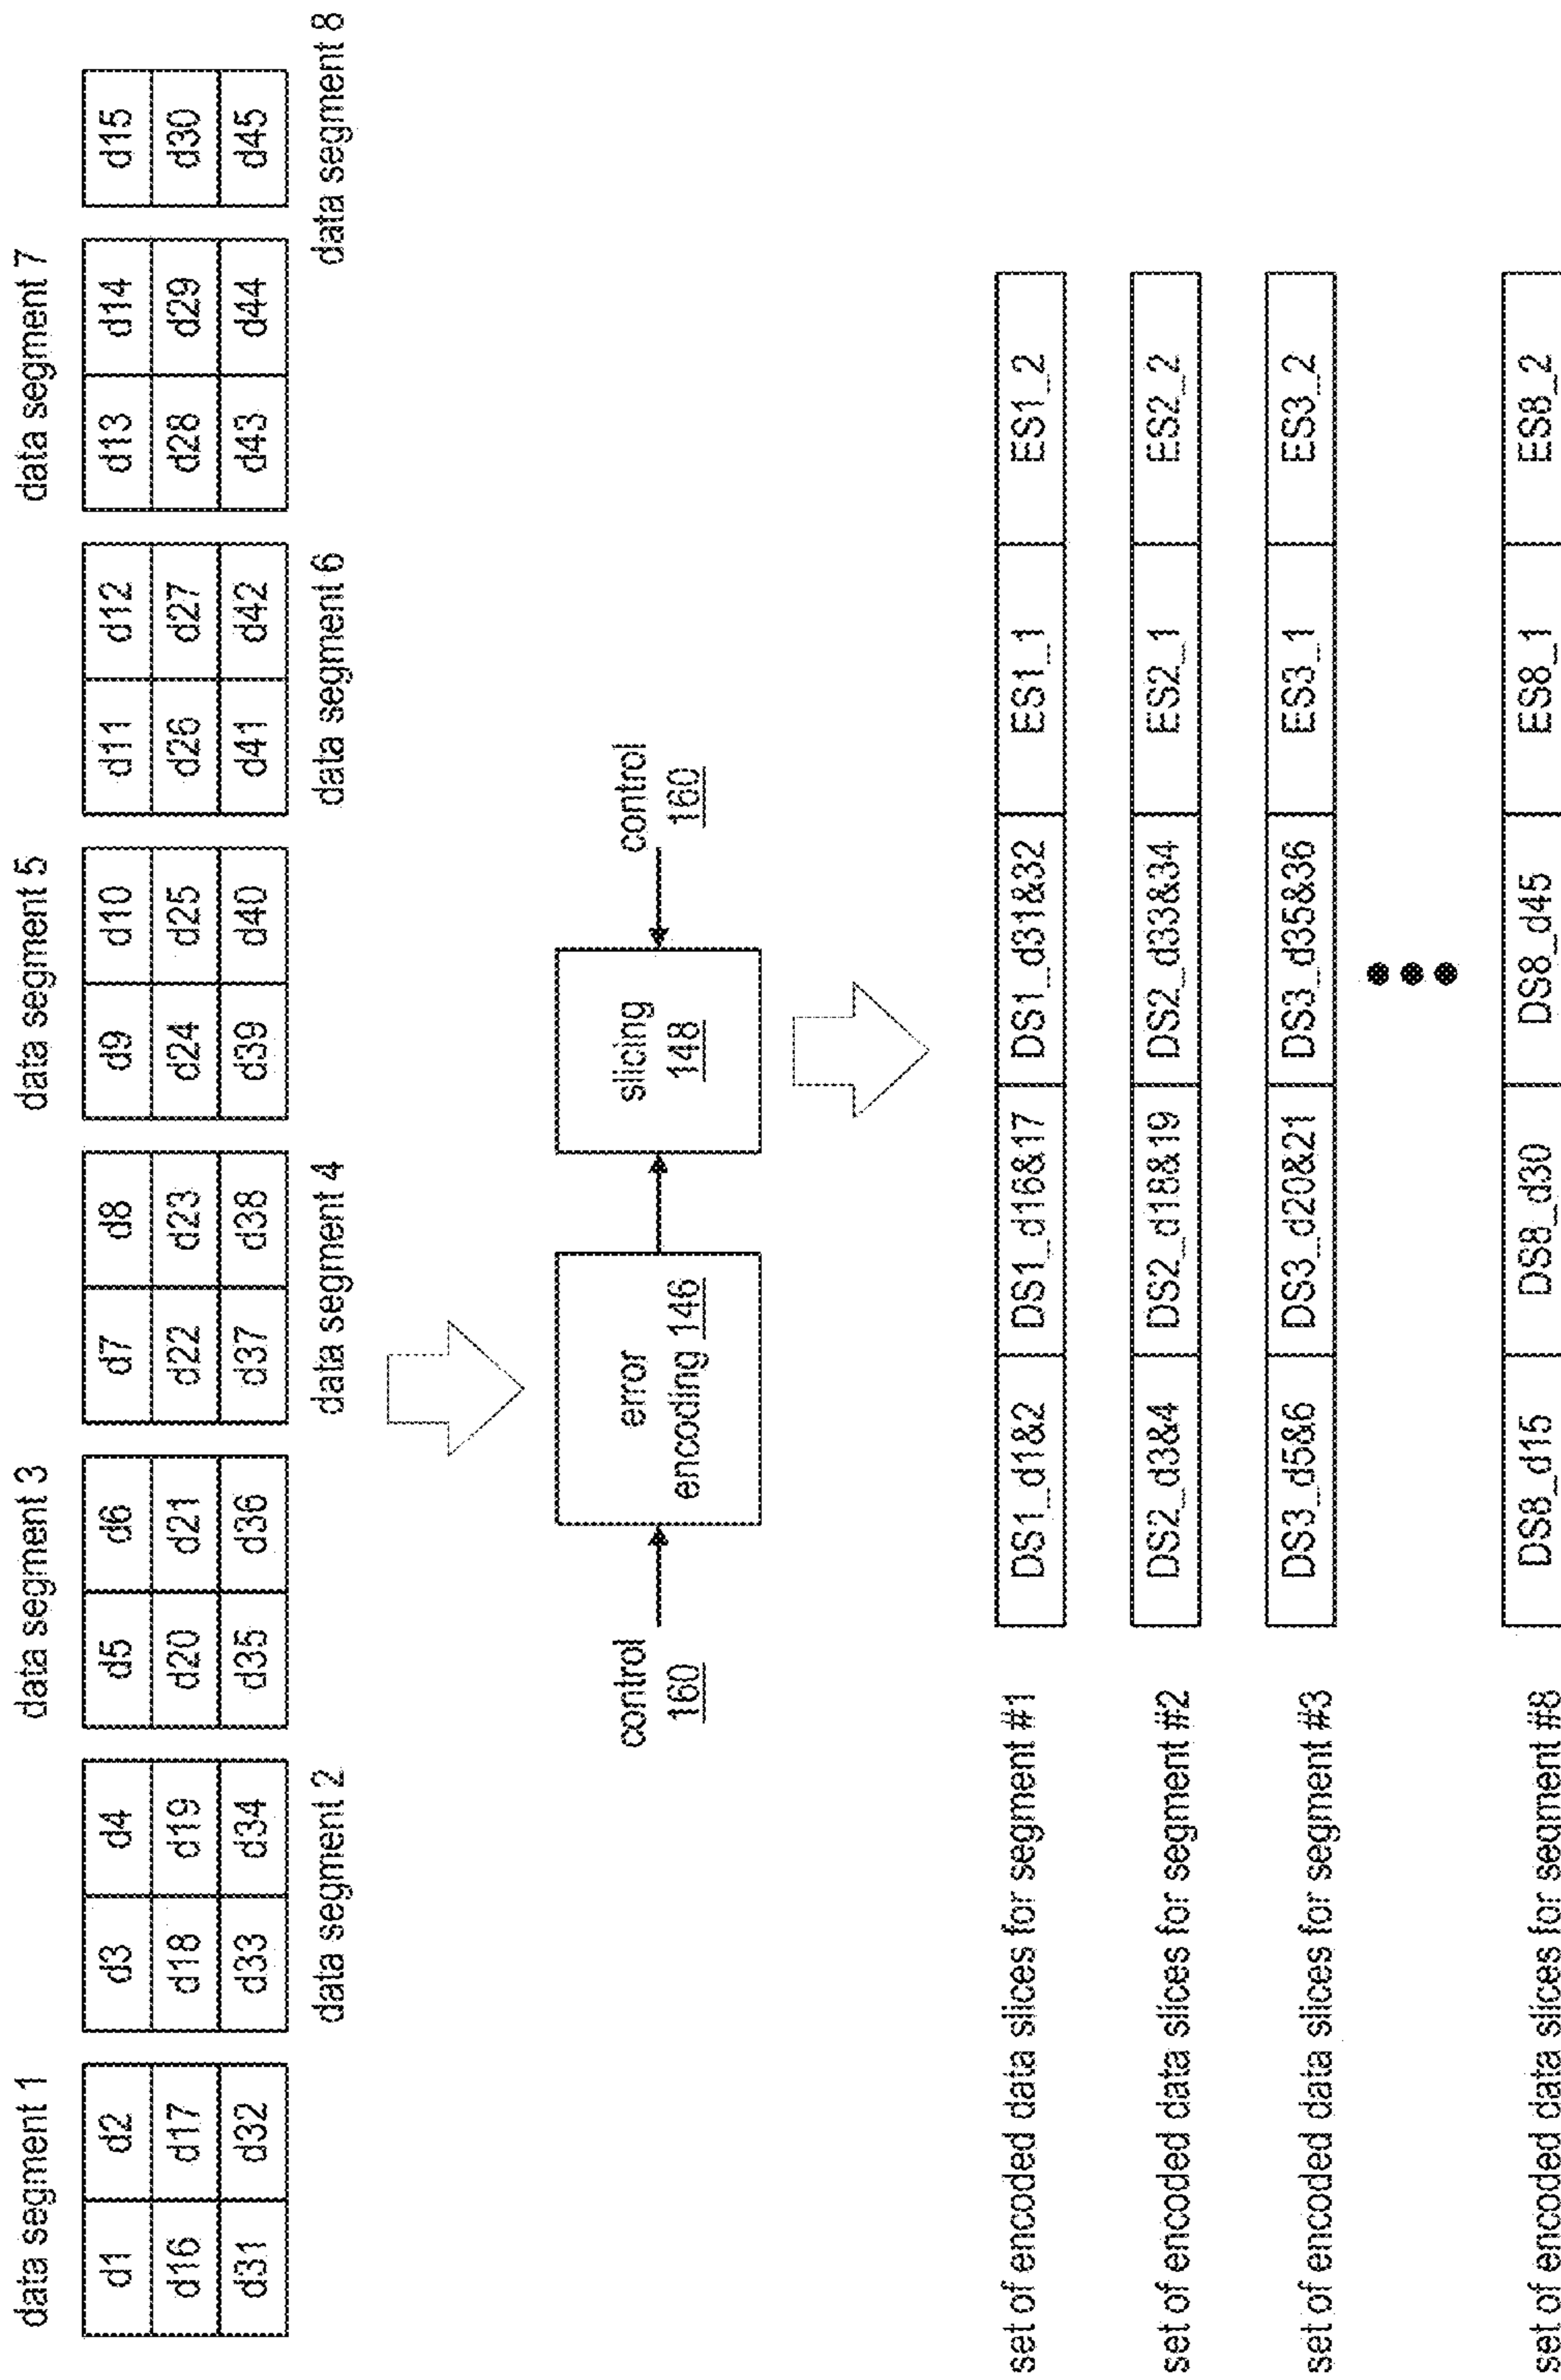 data segment 1
data segment 3
data segment 5
data segment 7
d1 d2 d3 d4 d5 d6 d7 d8 d9 d10 d11 d12 d13 d14 d15
d16 d17 d18 d19 d20 d21 d22 d23 d24 d25 d26 d27 d28 d29 d30
d31 d32 d33 d34 d35 d36 d37 d38 d39 d40 d41 d42 d43 d44 d45
data segment 2
data segment 4
data segment 6
data segment 8
control
160
error
encoding 146
slicing
148
control
160
set of encoded data slices for segment #1 DS1_d1&2 DS1_d16&17 DS1_d31&32 ES1_1 ES1_2
set of encoded data slices for segment #2 DS2_d3&4 DS2_d18&19 DS2_d33&34 ES2_1 ES2_2
set of encoded data slices for segment #3 DS3_d5&6 DS3_d20&21 DS3_d35&36 ES3_1 ES3_2
set of encoded data slices for segment #8 DS8_d15 DS8_d30 DS8_d45 ES8_1 ES8_2